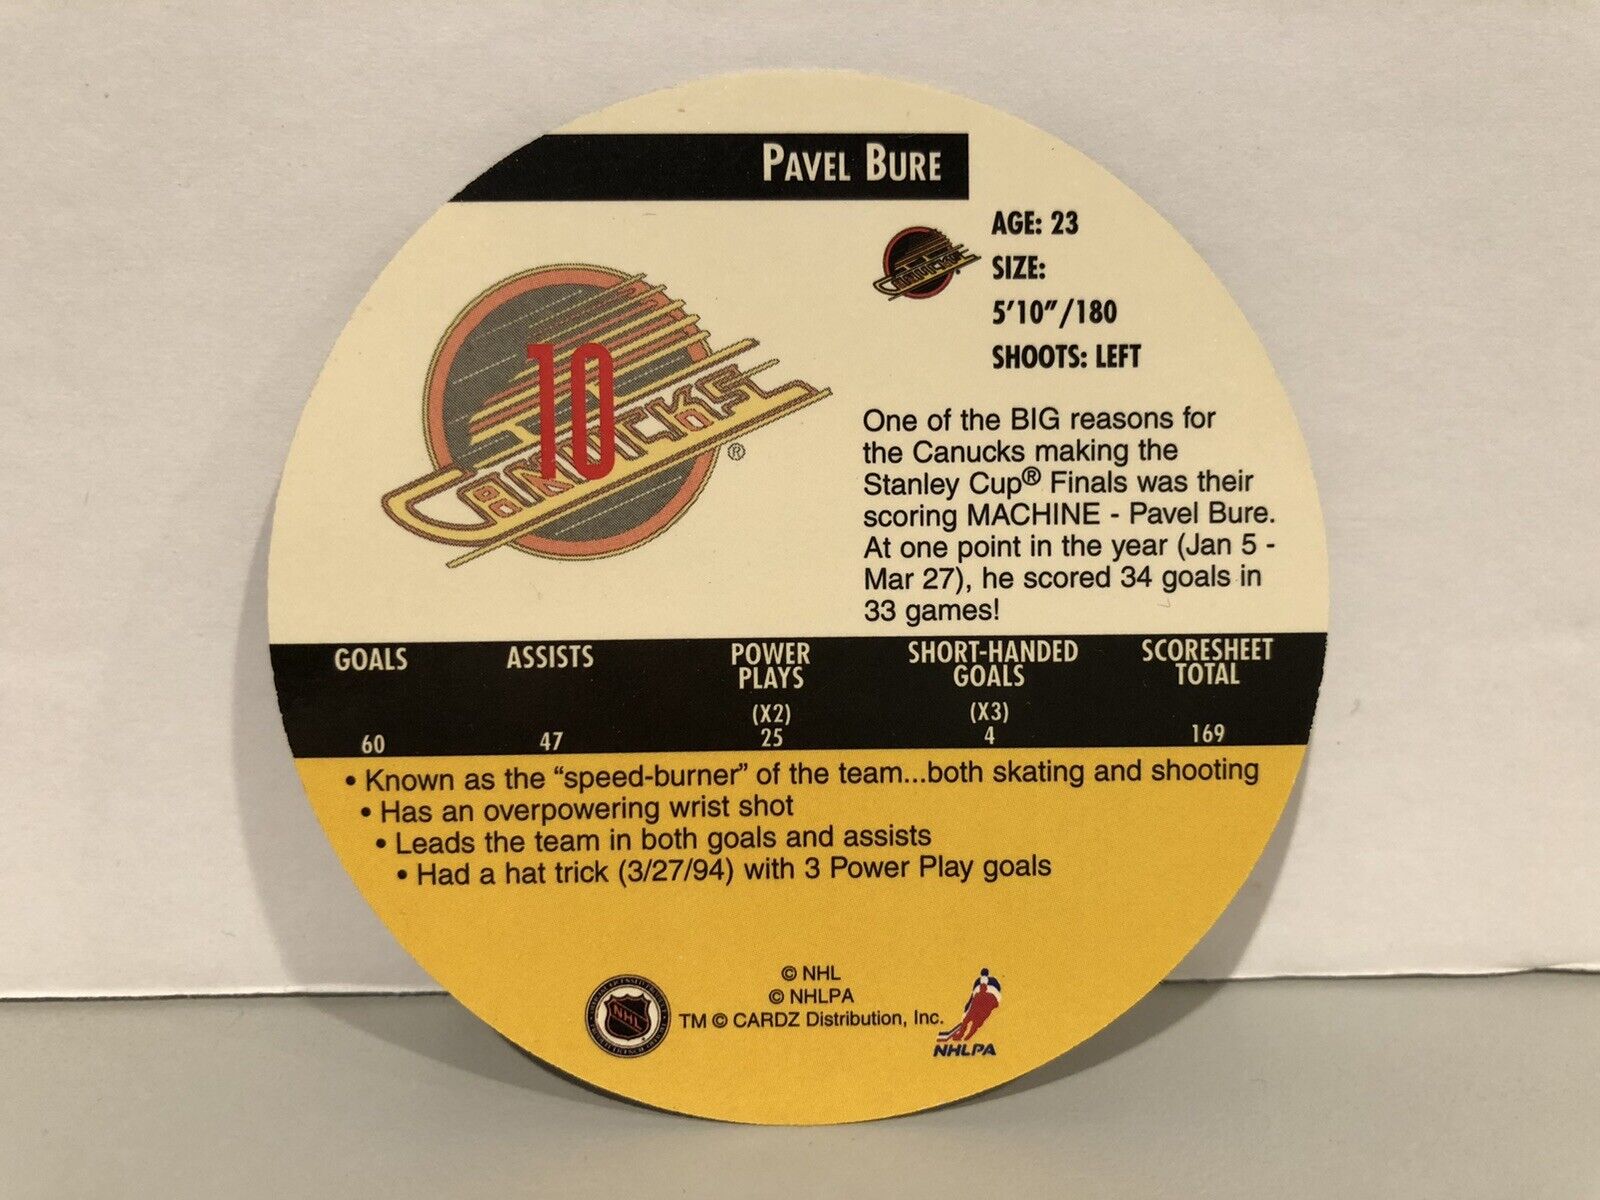 PAVEL BURE
AGE: 23
SIZE:
5'10"/180
SHOOTS: LEFT
CANUCKS
10
CANUCKS ®
One of the BIG reasons for
the Canucks making the
Stanley Cup® Finals was their
scoring MACHINE - Pavel Bure.
At one point in the year (Jan 5 -
Mar 27), he scored 34 goals in
33 games!
GOALS ASSISTS POWER PLAYS SHORT-HANDED GOALS SCORESHEET TOTAL
(X2) (X3)
60 47 25 4 169
• Known as the “speed-burner” of the team...both skating and shooting
• Has an overpowering wrist shot
• Leads the team in both goals and assists
• Had a hat trick (3/27/94) with 3 Power Play goals
© NHL
© NHLPA
TM © CARDZ Distribution, Inc.
NHL
NHLPA